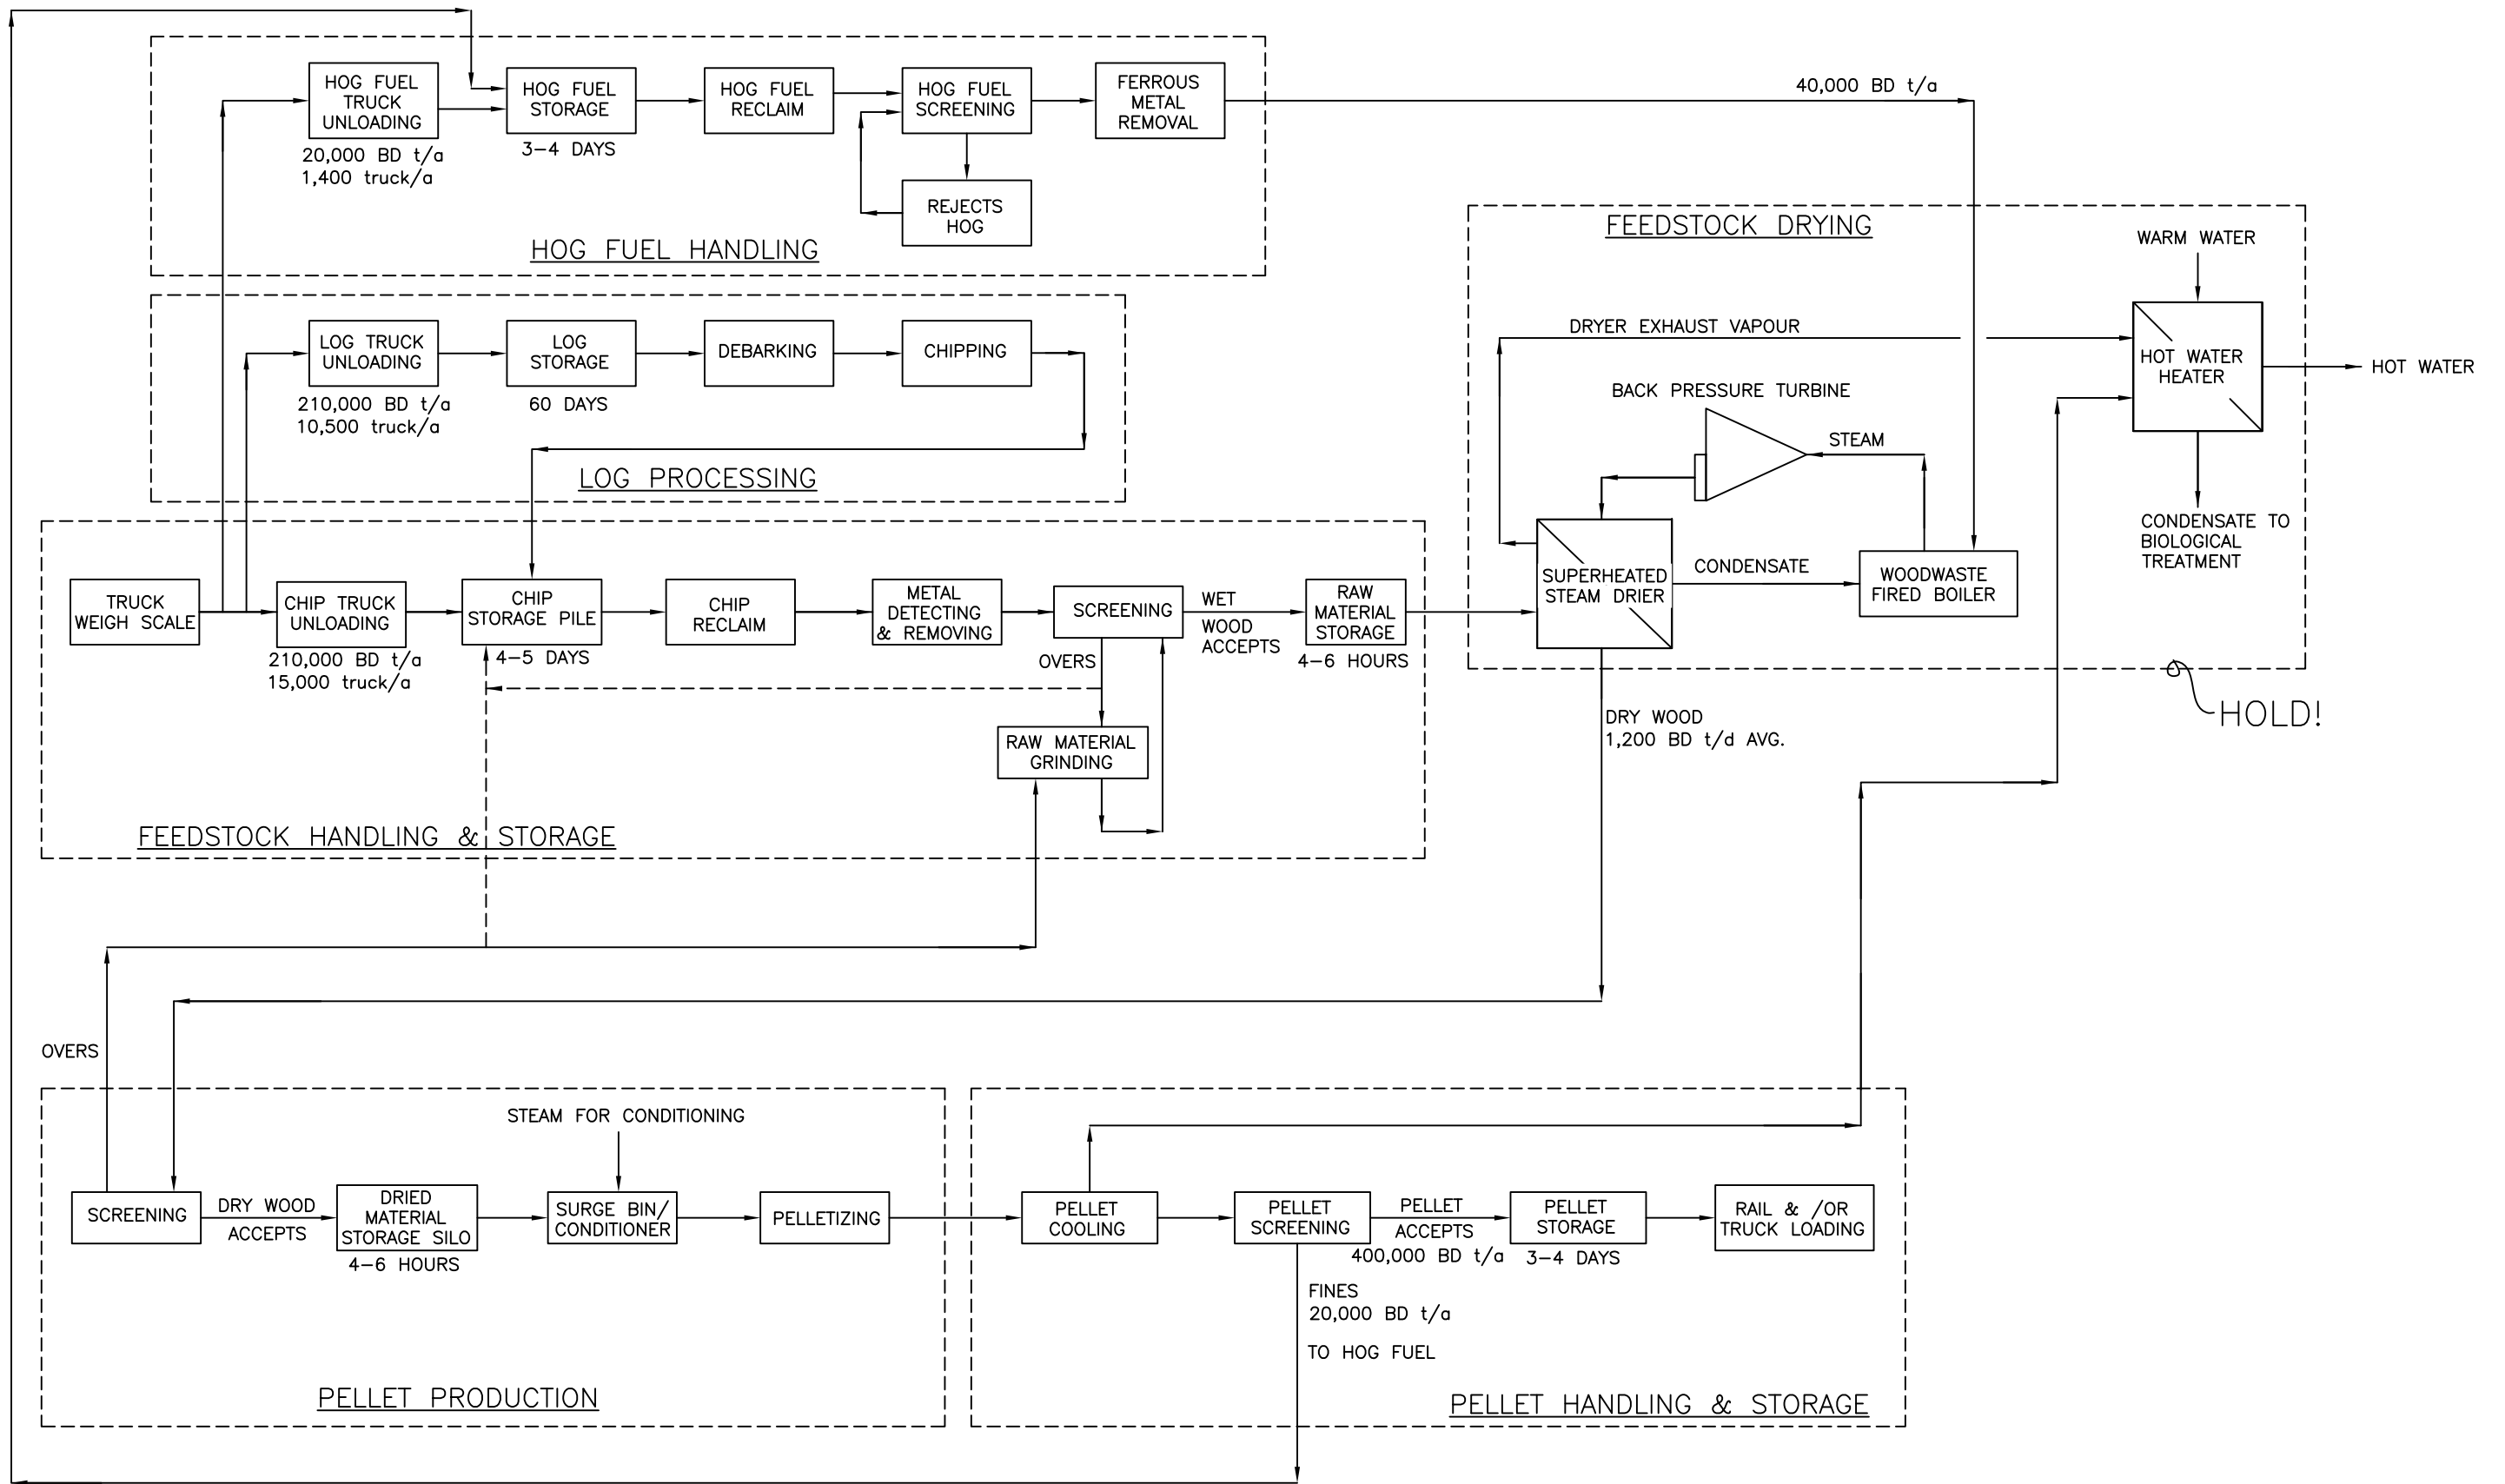 HOG FUEL
TRUCK
UNLOADING
20,000 BD t/a
1,400 truck/a
HOG FUEL
STORAGE
3-4 DAYS
HOG FUEL
RECLAIM
HOG FUEL
SCREENING
REJECTS
HOG
FERROUS
METAL
REMOVAL
40,000 BD t/a
HOG FUEL HANDLING
LOG TRUCK
UNLOADING
210,000 BD t/a
10,500 truck/a
LOG
STORAGE
60 DAYS
DEBARKING
CHIPPING
LOG PROCESSING
TRUCK
WEIGH SCALE
CHIP TRUCK
UNLOADING
210,000 BD t/a
15,000 truck/a
CHIP
STORAGE PILE
4-5 DAYS
CHIP
RECLAIM
METAL
DETECTING
& REMOVING
SCREENING
OVERS
WET
WOOD
ACCEPTS
RAW
MATERIAL
STORAGE
4-6 HOURS
RAW MATERIAL
GRINDING
FEEDSTOCK HANDLING & STORAGE
FEEDSTOCK DRYING
WARM WATER
DRYER EXHAUST VAPOUR
HOT WATER
HEATER
HOT WATER
BACK PRESSURE TURBINE
STEAM
CONDENSATE TO
BIOLOGICAL
TREATMENT
SUPERHEATED
STEAM DRIER
CONDENSATE
WOODWASTE
FIRED BOILER
HOLD!
DRY WOOD
1,200 BD t/d AVG.
OVERS
SCREENING
DRY WOOD
ACCEPTS
DRIED
MATERIAL
STORAGE SILO
4-6 HOURS
STEAM FOR CONDITIONING
SURGE BIN/
CONDITIONER
PELLETIZING
PELLET PRODUCTION
PELLET
COOLING
PELLET
SCREENING
PELLET
ACCEPTS
400,000 BD t/a
PELLET
STORAGE
3-4 DAYS
RAIL & /OR
TRUCK LOADING
FINES
20,000 BD t/a
TO HOG FUEL
PELLET HANDLING & STORAGE